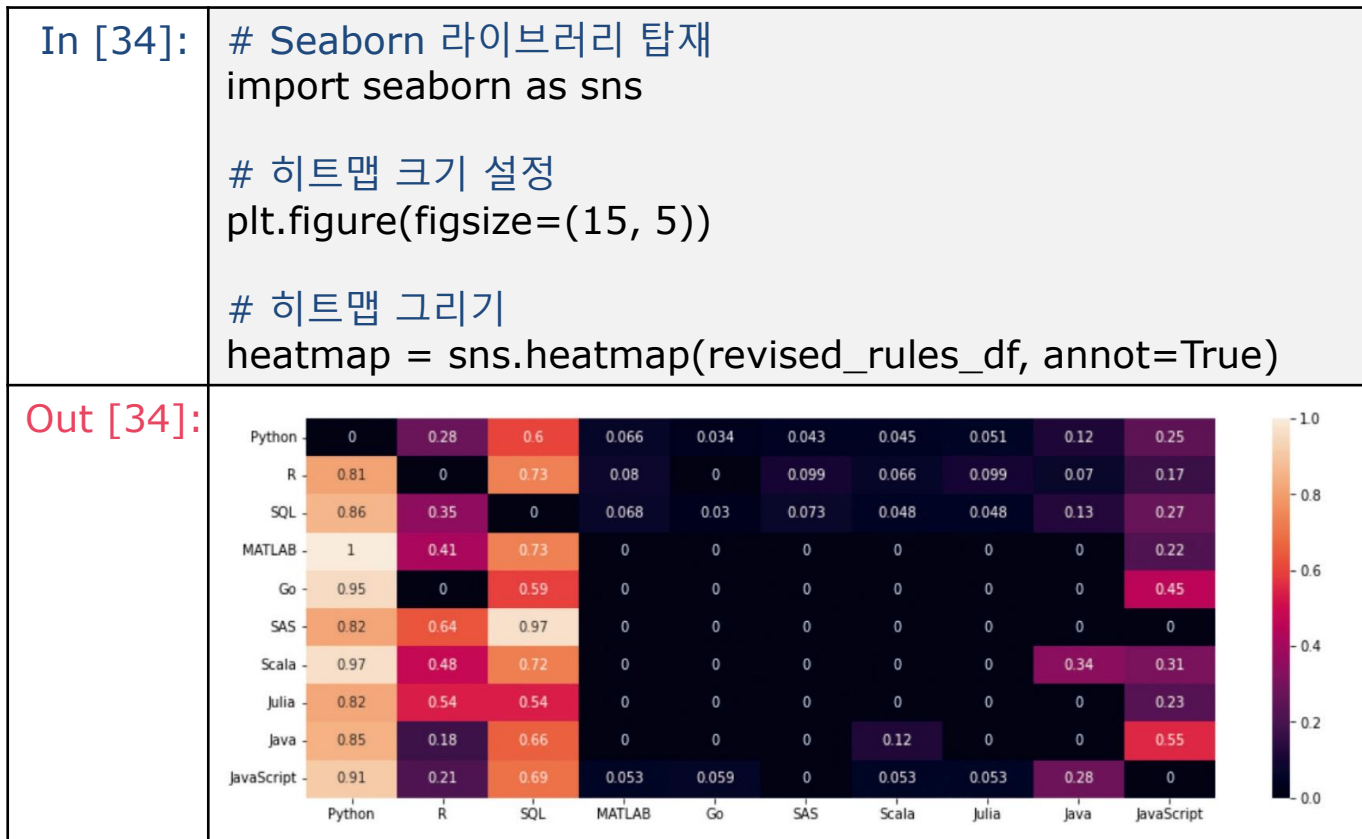 In [34]:
# Seaborn 라이브러리 탑재
import seaborn as sns
# 히트맵 크기 설정
plt.figure(figsize=(15, 5))
# 히트맵 그리기
heatmap = sns.heatmap(revised_rules_df, annot=True)
Out [34]:
Python 0 0.28 0.6 0.066 0.034 0.043 0.045 0.051 0.12 0.25
R 0.81 0 0.73 0.08 0 0.099 0.066 0.099 0.07 0.17
SQL 0.86 0.35 0 0.068 0.03 0.073 0.048 0.048 0.13 0.27
MATLAB 1 0.41 0.73 0 0 0 0 0 0 0.22
Go 0.95 0 0.59 0 0 0 0 0 0 0.45
SAS 0.82 0.64 0.97 0 0 0 0 0 0 0
Scala 0.97 0.48 0.72 0 0 0 0 0 0.34 0.31
Julia 0.82 0.54 0.54 0 0 0 0 0 0 0.23
Java 0.85 0.18 0.66 0 0 0 0.12 0 0 0.55
JavaScript 0.91 0.21 0.69 0.053 0.059 0 0.053 0.053 0.28 0
Python R SQL MATLAB Go SAS Scala Julia Java JavaScript
1.0
0.8
0.6
0.4
0.2
0.0